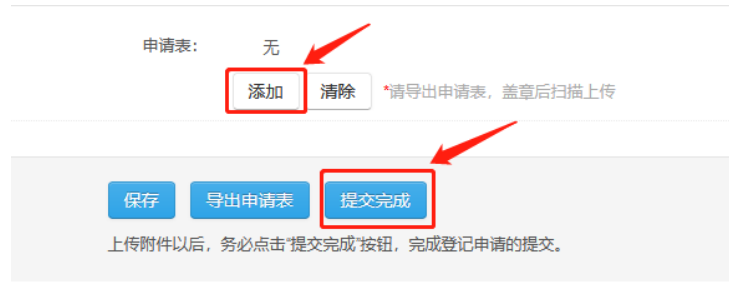 申请表： 无
添加 清除 *请导出申请表，盖章后扫描上传
保存 导出申请表 提交完成
上传附件以后，务必点击“提交完成”按钮，完成登记申请的提交。